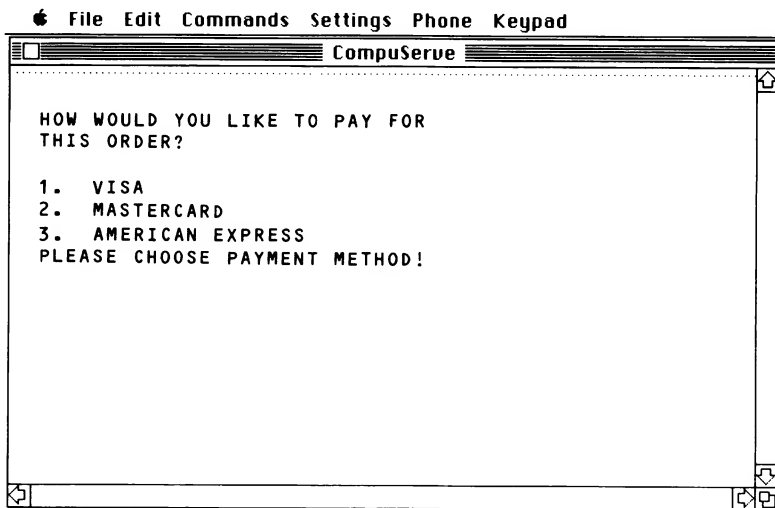 File Edit Commands Settings Phone Keypad
CompuServe
HOW WOULD YOU LIKE TO PAY FOR
THIS ORDER?
1. VISA
2. MASTERCARD
3. AMERICAN EXPRESS
PLEASE CHOOSE PAYMENT METHOD!